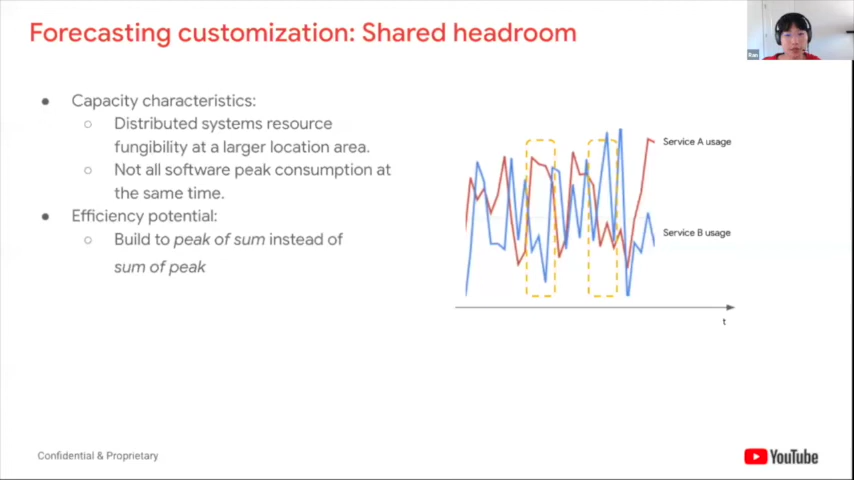 Forecasting customization: Shared headroom
● Capacity characteristics:
○ Distributed systems resource
fungibility at a larger location area.
○ Not all software peak consumption at
the same time.
● Efficiency potential:
○ Build to peak of sum instead of
sum of peak
Service A usage
Service B usage
t
Confidential & Proprietary
YouTube